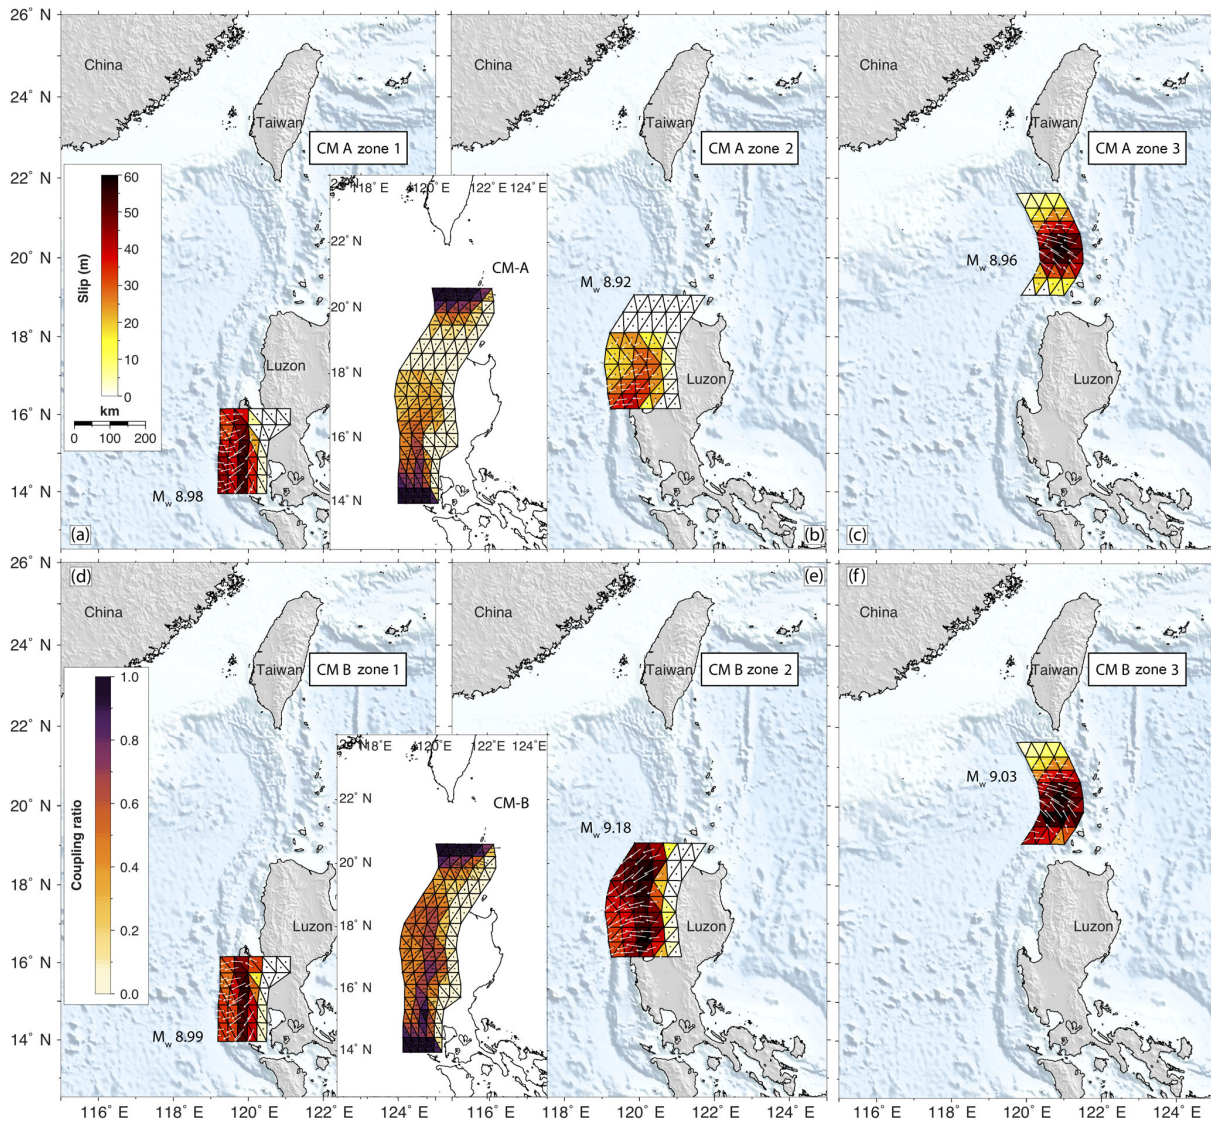 26° N
24° N
22° N
20° N
18° N
16° N
14° N
China
Taiwan
CM A zone 1
Slip (m)
60
50
40
30
20
10
0
km
0 100 200
Luzon
Mw 8.98
(a)
118° E 120° E 122° E 124° E
22° N
20° N
18° N
16° N
14° N
CM-A
China
Taiwan
CM A zone 2
Mw 8.92
Luzon
(b)
China
Taiwan
CM A zone 3
Mw 8.96
Luzon
(c)
(d)
26° N
24° N
22° N
20° N
18° N
16° N
14° N
China
Taiwan
CM B zone 1
Coupling ratio
1.0
0.8
0.6
0.4
0.2
0.0
Luzon
Mw 8.99
118° E 120° E 122° E 124° E
22° N
20° N
18° N
16° N
14° N
CM-B
(e)
China
Taiwan
CM B zone 2
Mw 9.18
Luzon
(f)
China
Taiwan
CM B zone 3
Mw 9.03
Luzon
116° E 118° E 120° E 122° E 124° E 116° E 118° E 120° E 122° E 124° E 116° E 118° E 120° E 122° E 124° E